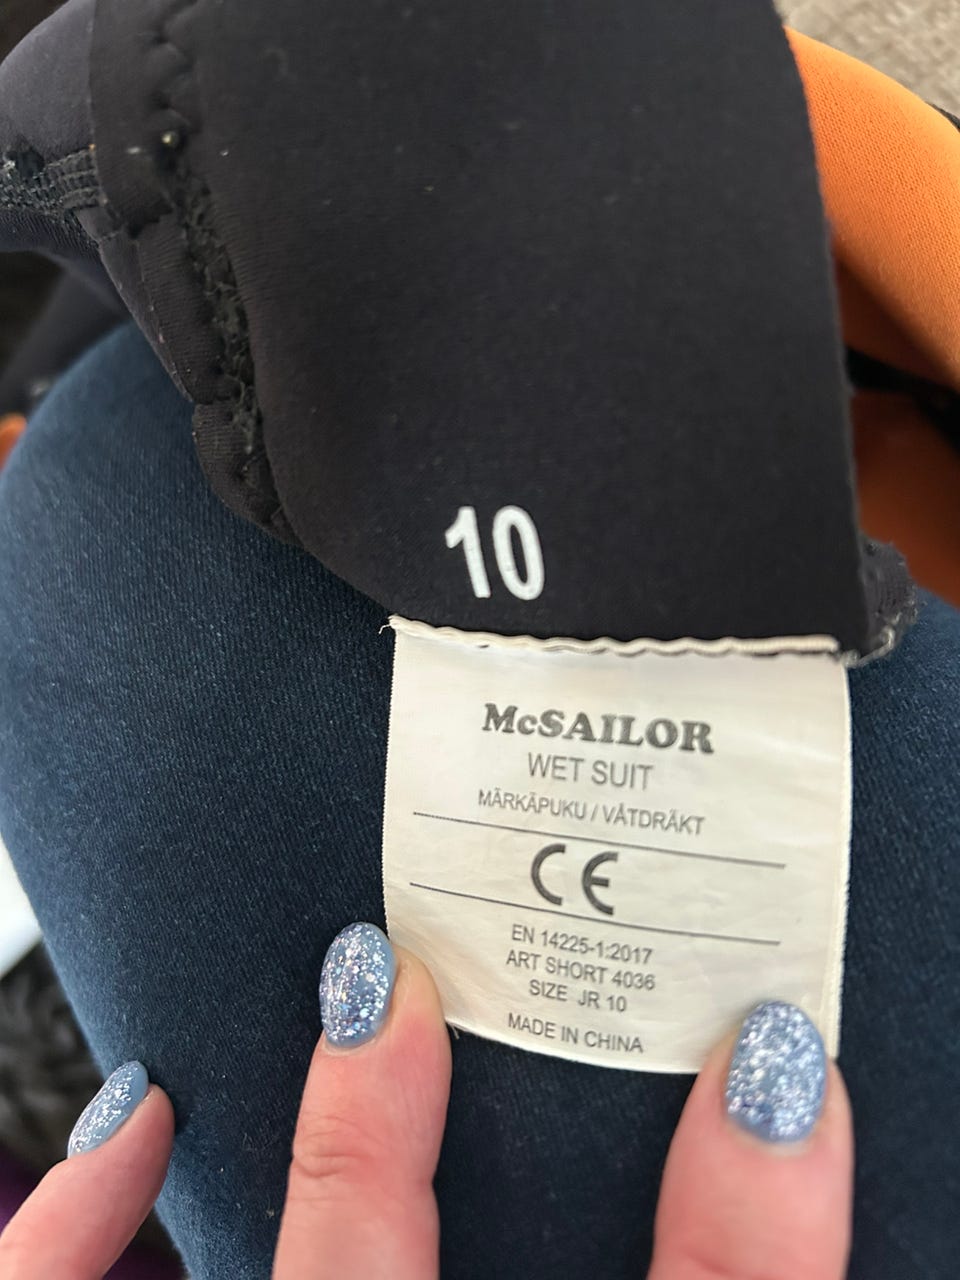 10
McSAILOR
WET SUIT
MÄRKÄPUKU / VÅTDRÄKT
CE
EN 14225-1:2017
ART SHORT 4036
SIZE JR 10
MADE IN CHINA